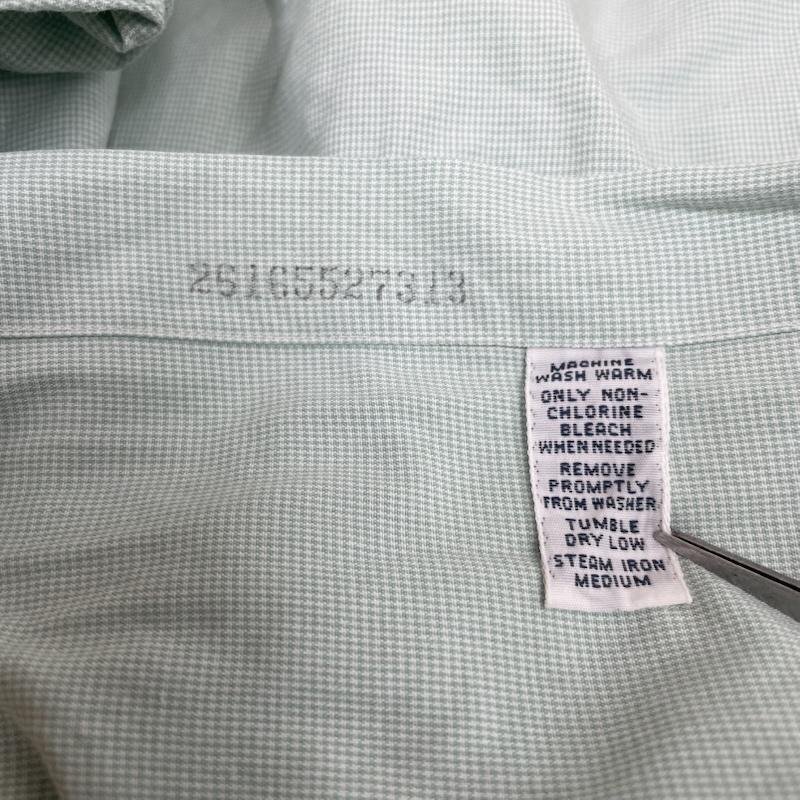 26165527313
MACHINE
WASH WARM
ONLY NON-
CHLORINE
BLEACH
WHEN NEEDED
REMOVE
PROMPTLY
FROM WASHER
TUMBLE
DRY LOW
STEAM IRON
MEDIUM